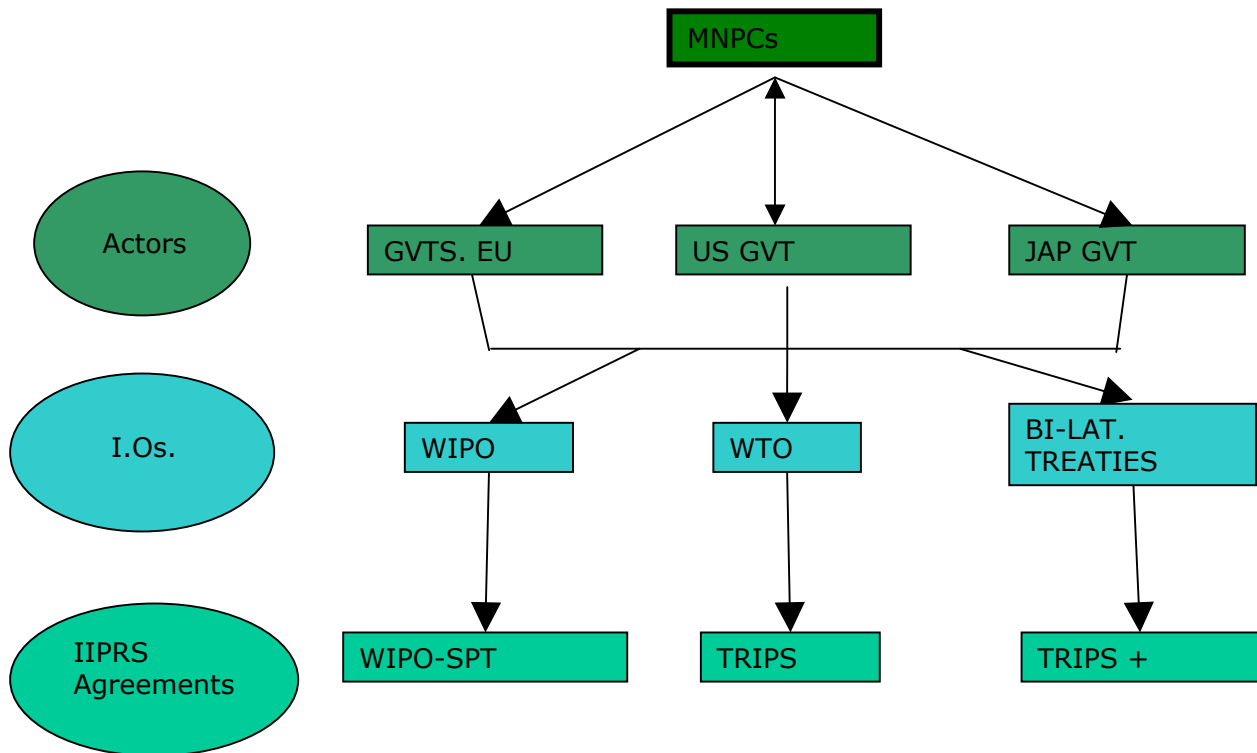 MNPCs
Actors
GVTS. EU
US GVT
JAP GVT
I.Os.
WIPO
WTO
BI-LAT.
TREATIES
IIPRS
Agreements
WIPO-SPT
TRIPS
TRIPS +